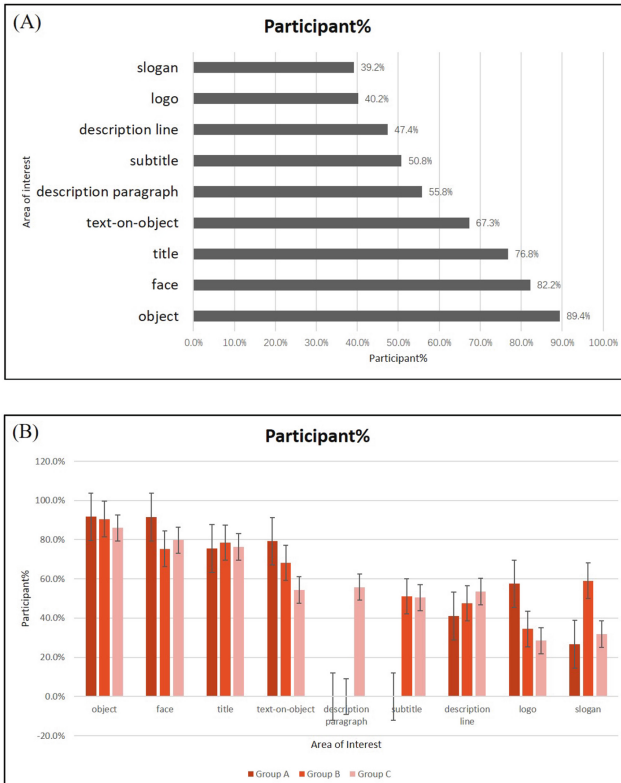 (A)
Participant%
slogan 39.2%
logo 40.2%
description line 47.4%
subtitle 50.8%
description paragraph 55.8%
text-on-object 67.3%
title 76.8%
face 82.2%
object 89.4%
Area of interest
0.0% 10.0% 20.0% 30.0% 40.0% 50.0% 60.0% 70.0% 80.0% 90.0% 100.0%
Participant%
(B)
Participant%
120.0%
100.0%
80.0%
60.0%
40.0%
20.0%
0.0%
-20.0%
Participant%
object face title text-on-object description subtitle description logo slogan
paragraph line
Area of Interest
Group A Group B Group C